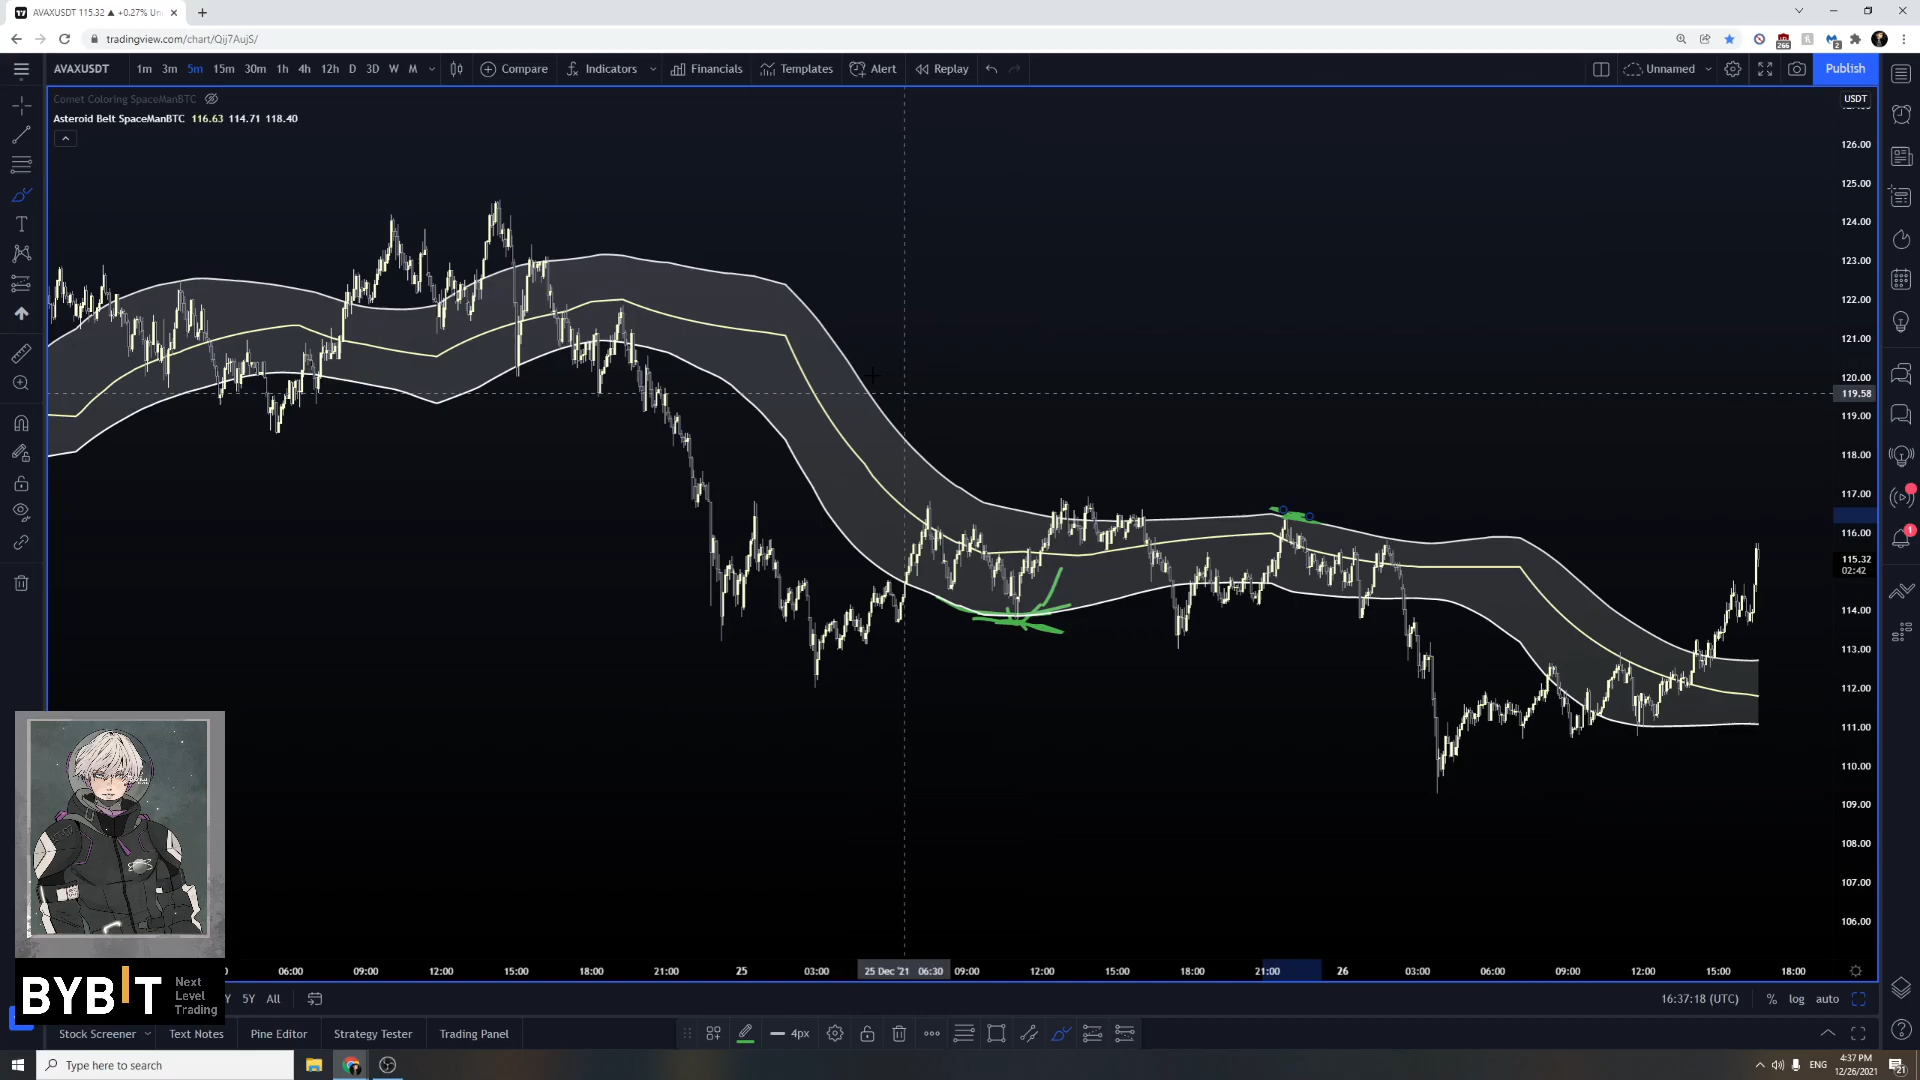 AVAXUSDT 115.32 ▲ +0.27% Un
tradingview.com/chart/Qij7AujS/
266
2
AVAXUSDT 1m 3m 5m 15m 30m 1h 4h 12h D 3D W M Compare Indicators Financials Templates Alert Replay Unnamed Publish
Comet Coloring SpaceManBTC
Asteroid Belt SpaceManBTC 116.63 114.71 118.40
USDT
126.00
125.00
124.00
123.00
122.00
121.00
120.00
119.58
119.00
118.00
117.00
116.00
115.32
02:42
114.00
113.00
112.00
111.00
110.00
109.00
108.00
107.00
106.00
1
06:00 09:00 12:00 15:00 18:00 21:00 25 03:00 25 Dec '21 06:30 09:00 12:00 15:00 18:00 21:00 26 03:00 06:00 09:00 12:00 15:00 18:00
BYBIT
Next
Level
Trading
Y 5Y All 16:37:18 (UTC) % log auto
Stock Screener Text Notes Pine Editor Strategy Tester Trading Panel 4px
Type here to search
ENG
4:37 PM
12/26/2021
21